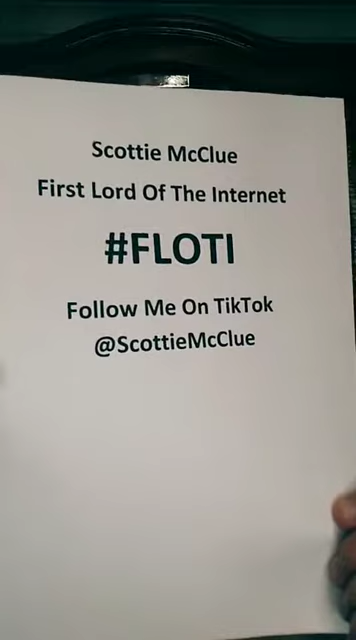 Scottie McClue
First Lord Of The Internet
#FLOTI
Follow Me On TikTok
@ScottieMcClue